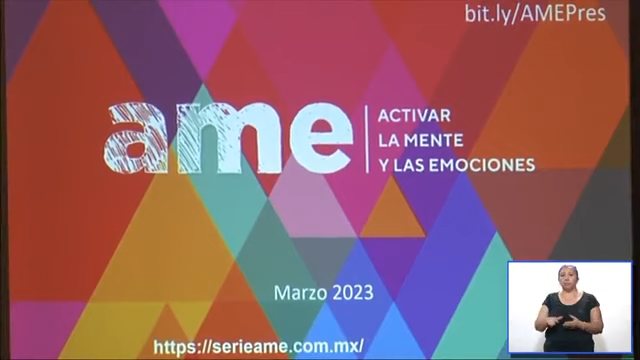 bit.ly/AMEPres
ame
ACTIVAR
LA MENTE
Y LAS EMOCIONES
Marzo 2023
https://serieame.com.mx/